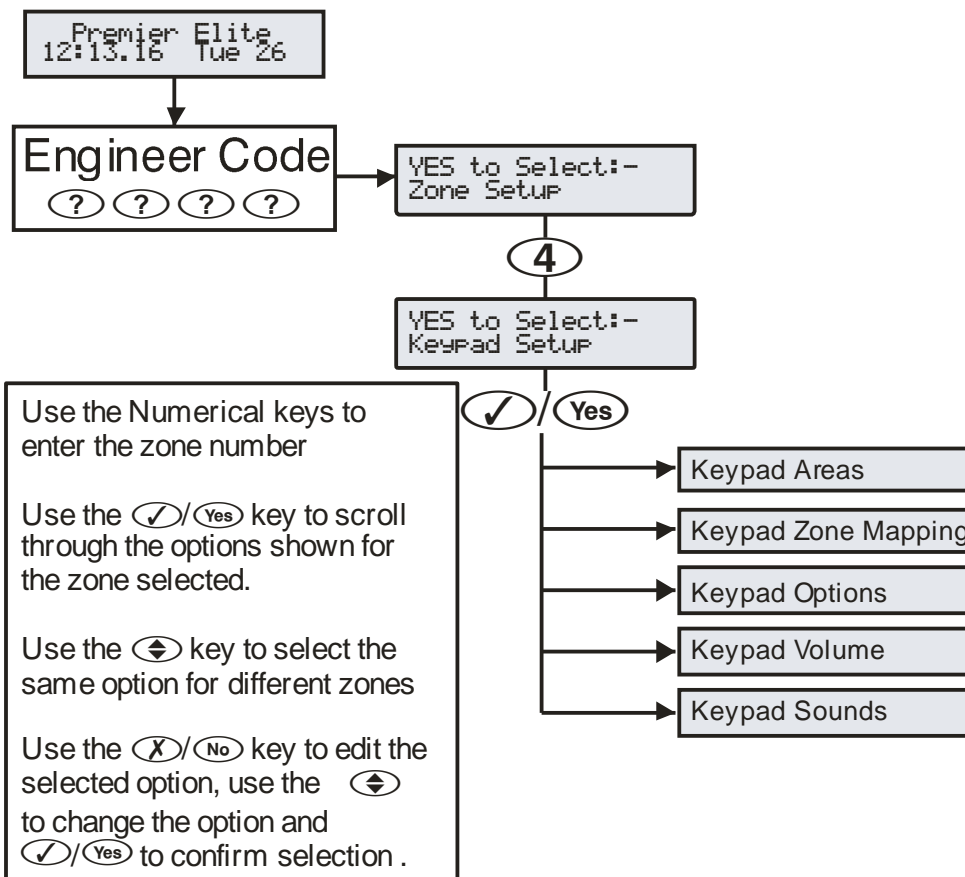 Premier Elite
12:13.16 Tue 26
Engineer Code
? ? ? ?
YES to Select:-
Zone Setup
4
YES to Select:-
Keypad Setup
✓/Yes
Use the Numerical keys to
enter the zone number
Use the ✓/Yes key to scroll
through the options shown for
the zone selected.
Use the key to select the
same option for different zones
Use the ✗/No key to edit the
selected option, use the
to change the option and
✓/Yes to confirm selection .
Keypad Areas
Keypad Zone Mapping
Keypad Options
Keypad Volume
Keypad Sounds